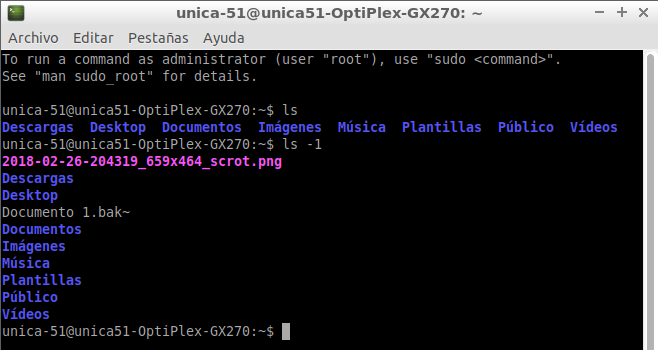 unica-51@unica51-OptiPlex-GX270: ~
Archivo Editar Pestañas Ayuda
To run a command as administrator (user "root"), use "sudo <command>".
See "man sudo_root" for details.
unica-51@unica51-OptiPlex-GX270:~$ ls
Descargas Desktop Documentos Imágenes Música Plantillas Público Vídeos
unica-51@unica51-OptiPlex-GX270:~$ ls -1
2018-02-26-204319_659x464_scrot.png
Descargas
Desktop
Documento 1.bak~
Documentos
Imágenes
Música
Plantillas
Público
Vídeos
unica-51@unica51-OptiPlex-GX270:~$